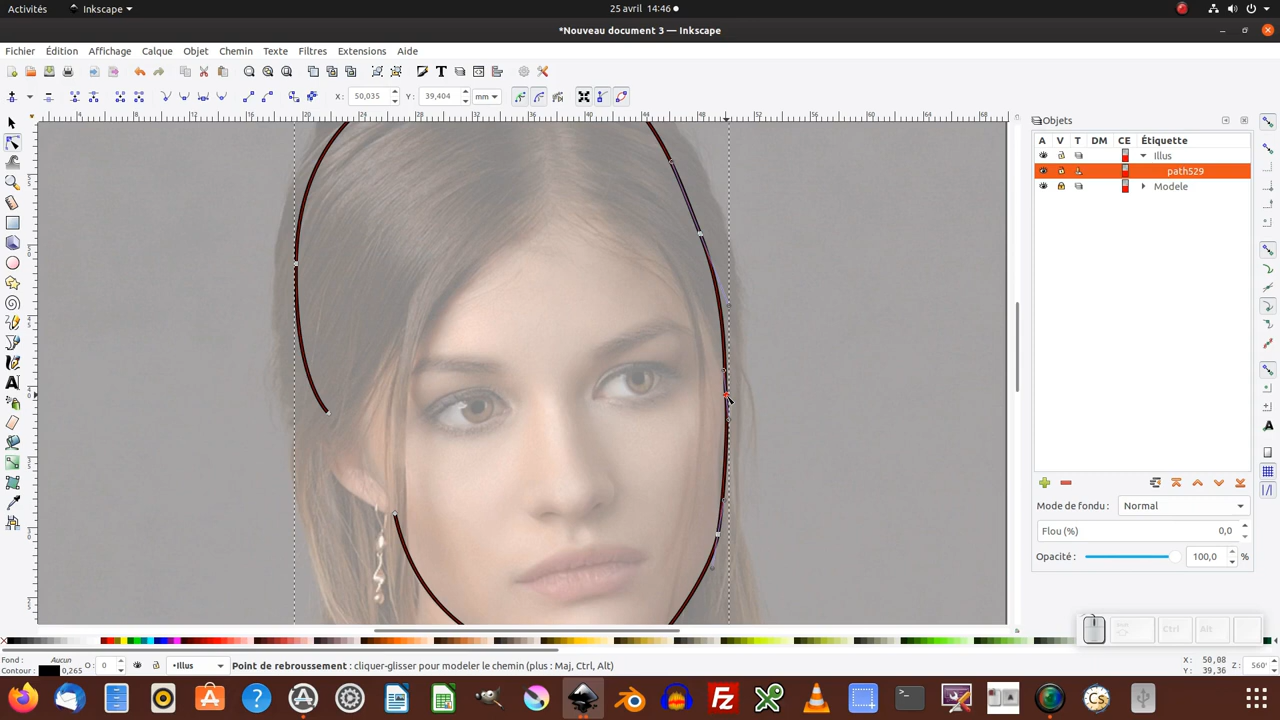 Activités
Inkscape
25 avril 14:46
*Nouveau document 3 — Inkscape
Fichier Édition Affichage Calque Objet Chemin Texte Filtres Extensions Aide
X : 50,035 Y : 39,404 mm
Objets
A V T DM CE Étiquette
Illus
path529
Modele
Mode de fondu : Normal
Flou (%) 0,0
Opacité : 100,0 %
Ctrl Alt
Fond : Aucun
Contour : 0,265
O : 0
•Illus
Point de rebroussement : cliquer-glisser pour modeler le chemin (plus : Maj, Ctrl, Alt)
X : 50,08
Y : 39,36
Z : 560